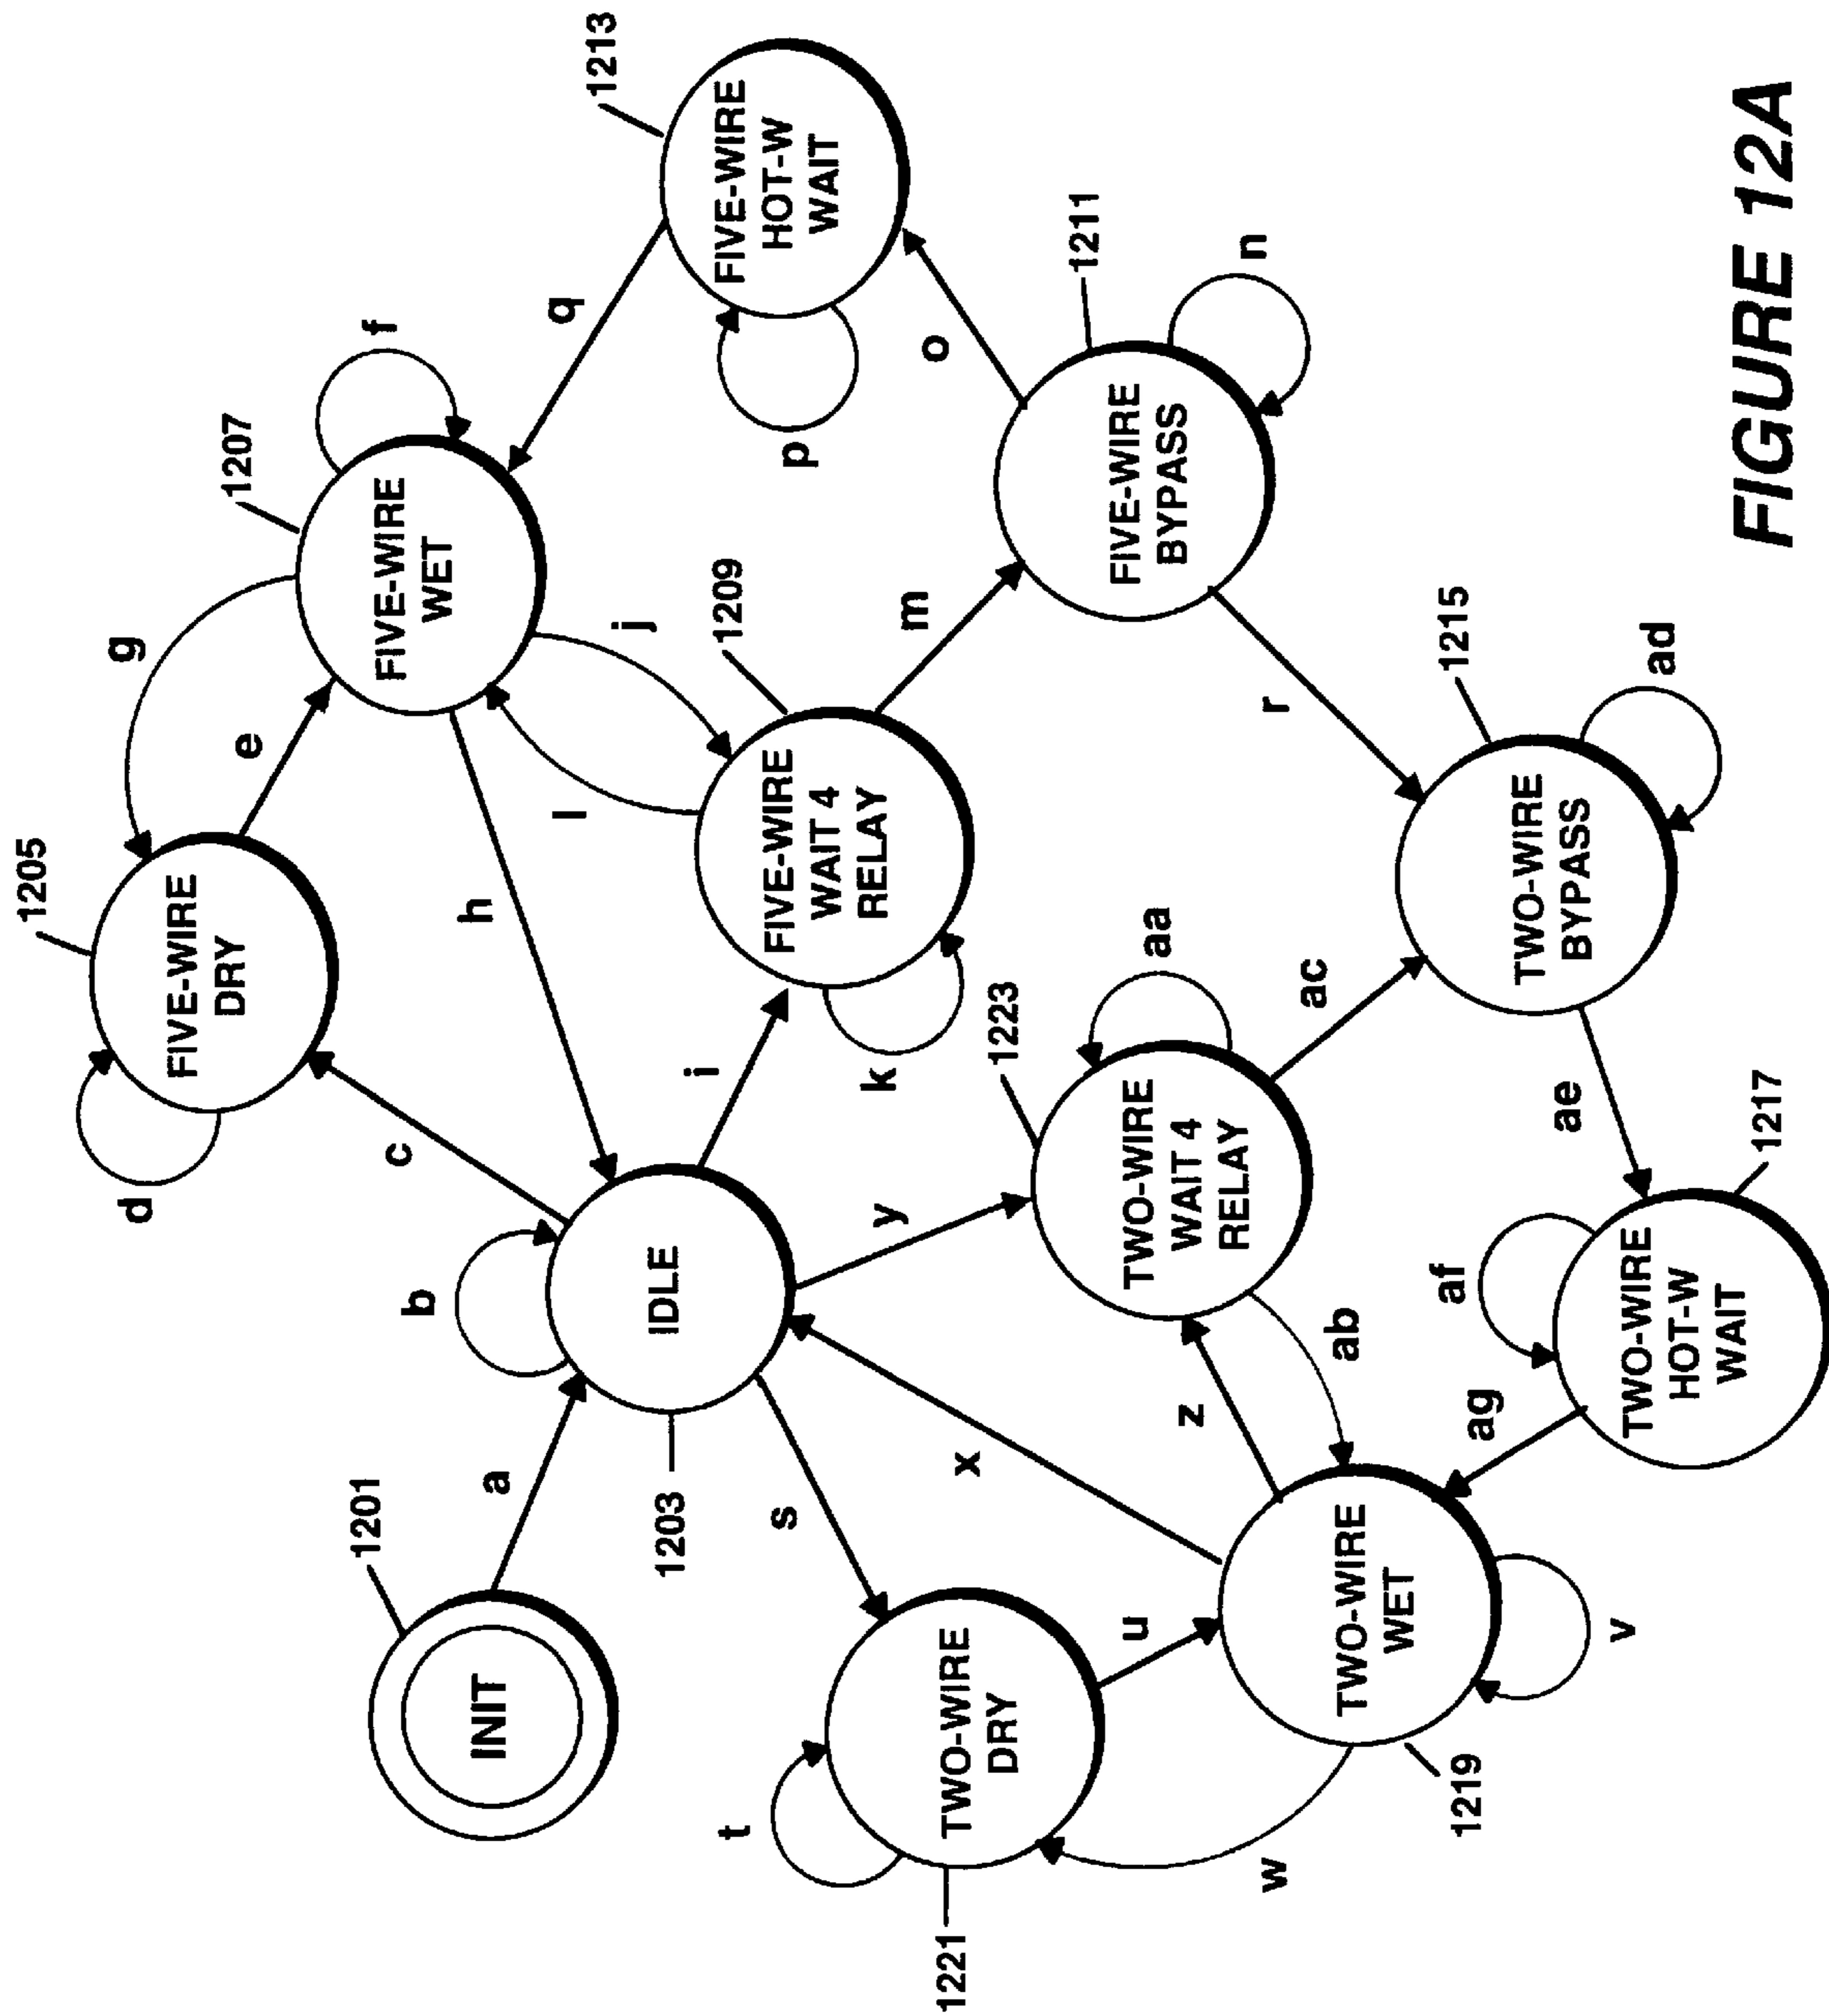 1205
1207
1213
d
g
f
FIVE-WIRE
DRY
e
FIVE-WIRE
WET
q
FIVE-WIRE
HOT-W
WAIT
1201
a
b
c
h
l
j
p
INIT
IDLE
i
k
FIVE-WIRE
WAIT 4
RELAY
1209
m
o
1203
1211
s
y
1223
aa
FIVE-WIRE
BYPASS
n
t
x
TWO-WIRE
WAIT 4
RELAY
r
1221
TWO-WIRE
DRY
u
z
ab
ac
1215
w
TWO-WIRE
WET
ag
af
ae
TWO-WIRE
BYPASS
ad
1219
v
TWO-WIRE
HOT-W
WAIT
1217
FIGURE 12A